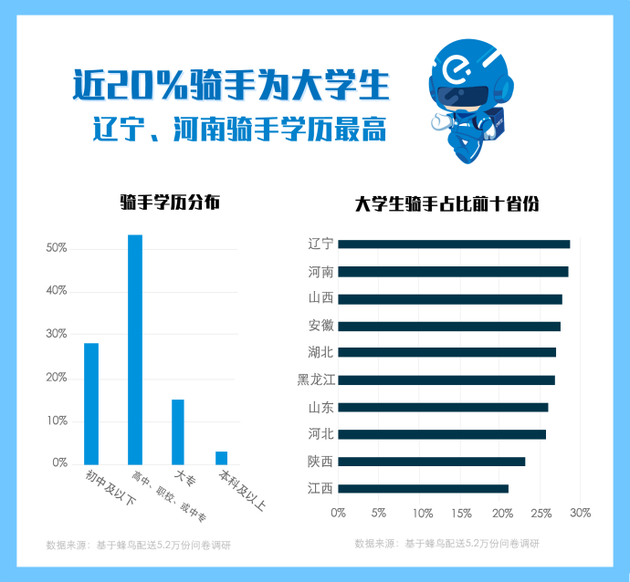 近20%骑手为大学生
辽宁、河南骑手学历最高
骑手学历分布
50%
40%
30%
20%
10%
0%
初中及以下
高中、职校、或中专
大专
本科及以上
数据来源：基于蜂鸟配送5.2万份问卷调研
大学生骑手占比前十省份
辽宁
河南
山西
安徽
湖北
黑龙江
山东
河北
陕西
江西
0%
5%
10%
15%
20%
25%
30%
数据来源：基于蜂鸟配送5.2万份问卷调研